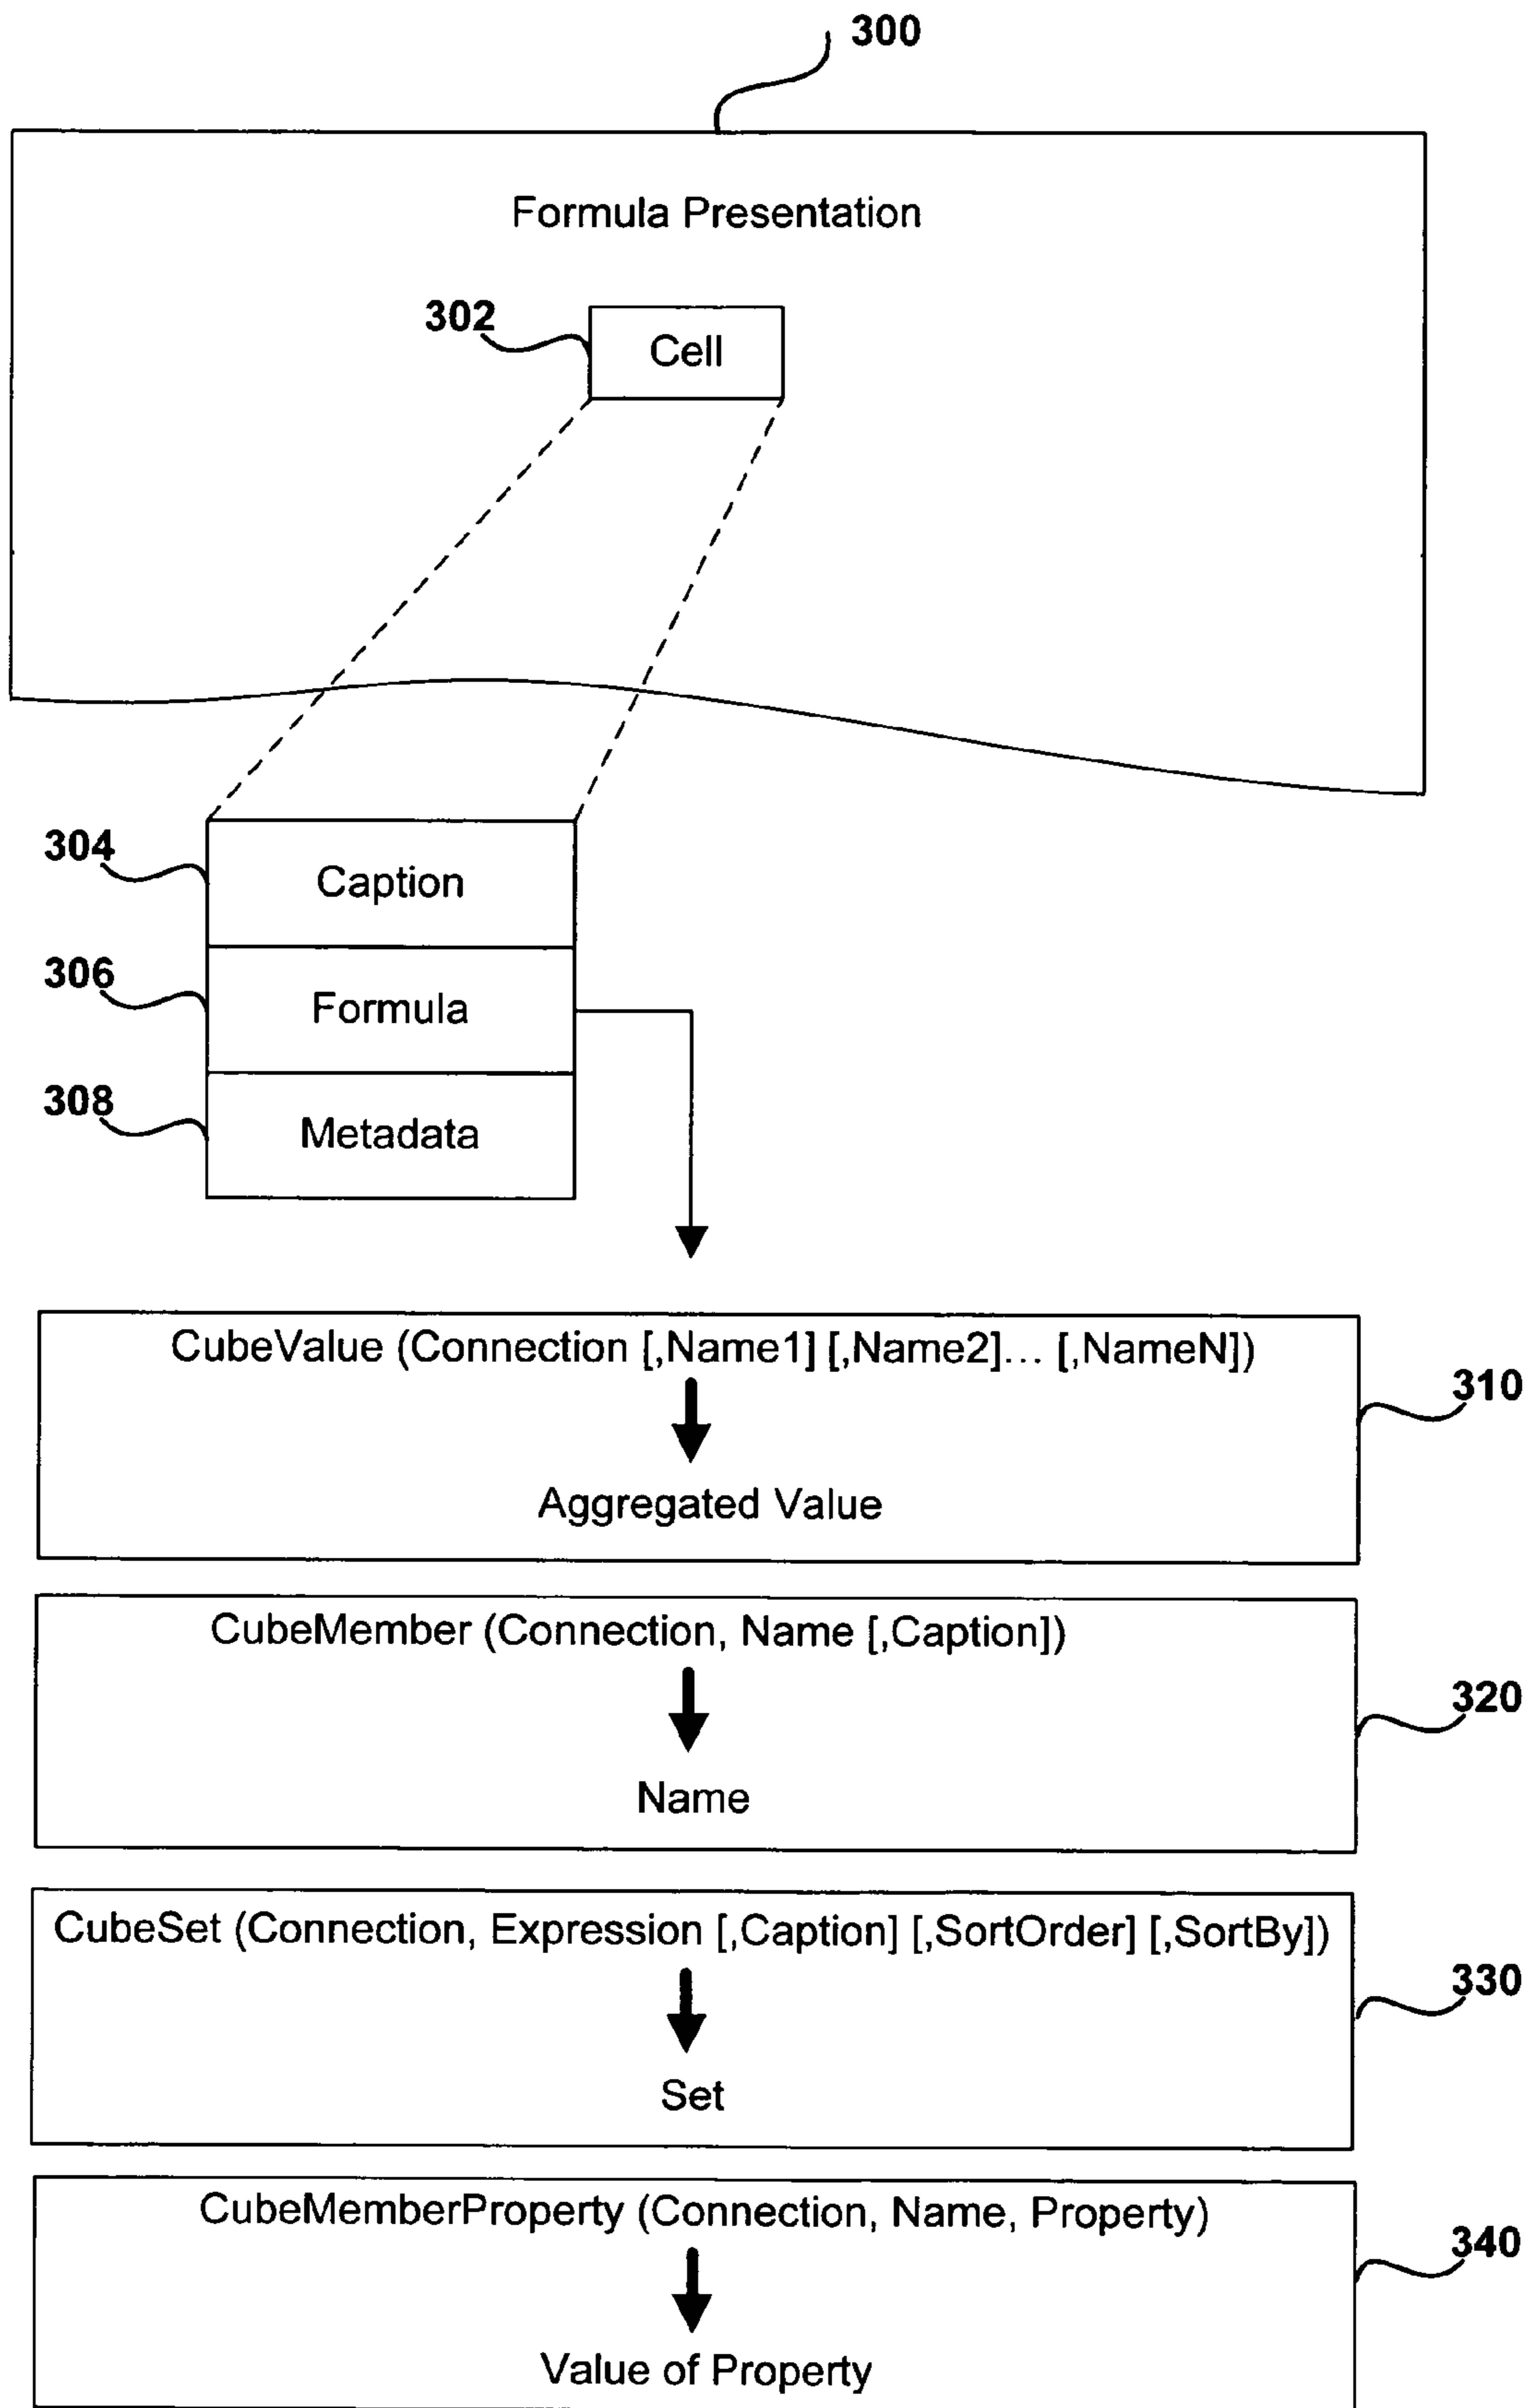 300
Formula Presentation
302
Cell
304
Caption
306
Formula
308
Metadata
CubeValue (Connection [,Name1] [,Name2]... [,NameN])
310
Aggregated Value
CubeMember (Connection, Name [,Caption])
320
Name
CubeSet (Connection, Expression [,Caption] [,SortOrder] [,SortBy])
330
Set
CubeMemberProperty (Connection, Name, Property)
340
Value of Property